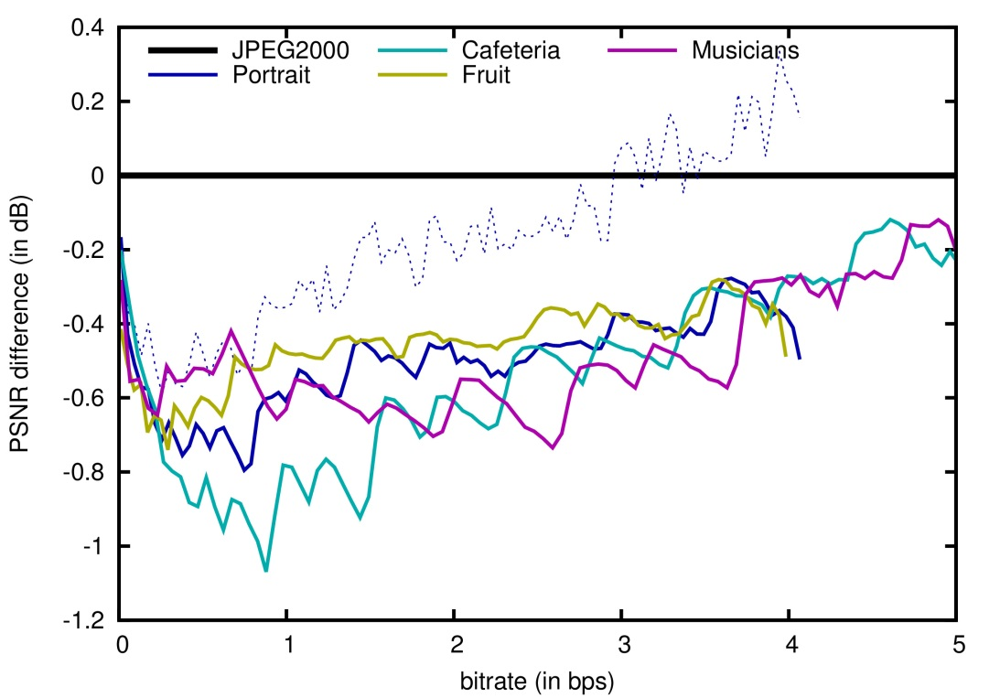 0.4
JPEG2000 Cafeteria Musicians
Portrait Fruit
0.2
0
-0.2
-0.4
-0.6
-0.8
-1
-1.2
0 1 2 3 4 5
PSNR difference (in dB)
bitrate (in bps)